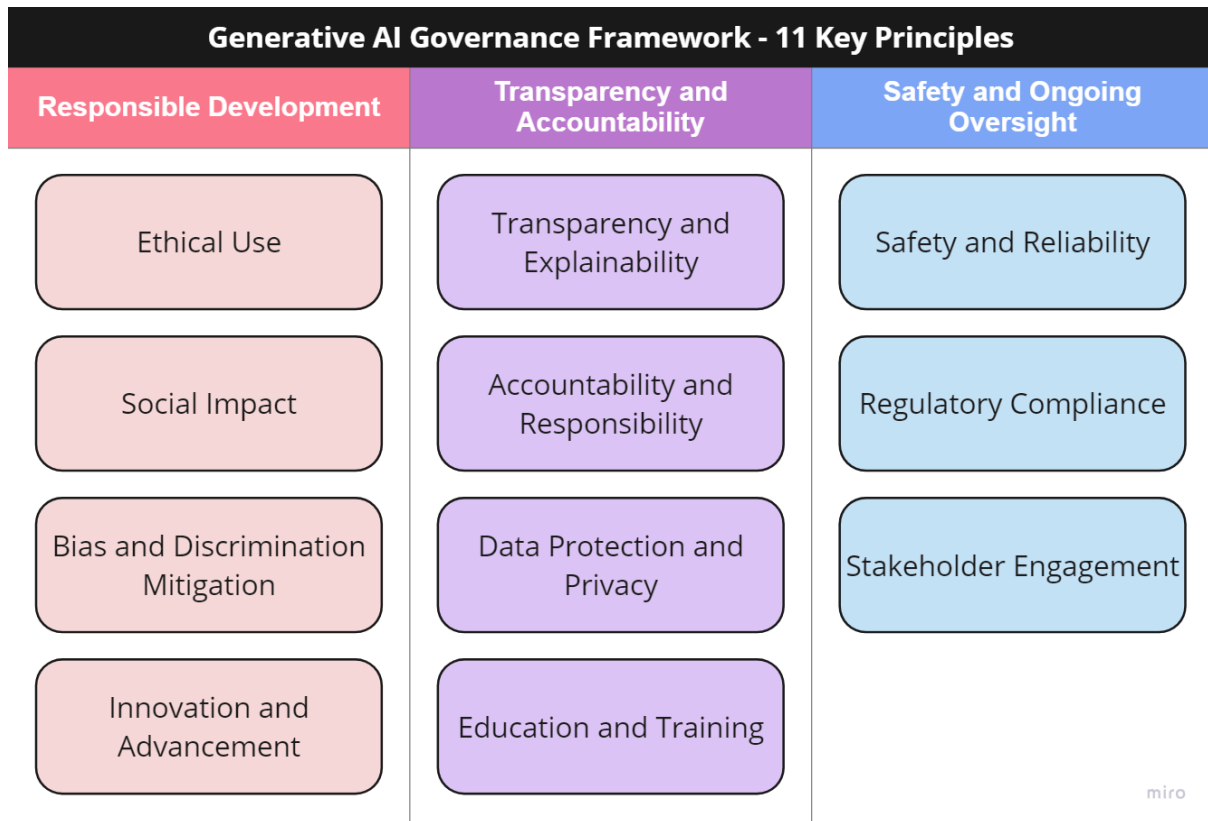 Generative AI Governance Framework - 11 Key Principles
Responsible Development
Transparency and
Accountability
Safety and Ongoing
Oversight
Ethical Use
Social Impact
Bias and Discrimination
Mitigation
Innovation and
Advancement
Transparency and
Explainability
Accountability and
Responsibility
Data Protection and
Privacy
Education and Training
Safety and Reliability
Regulatory Compliance
Stakeholder Engagement
miro